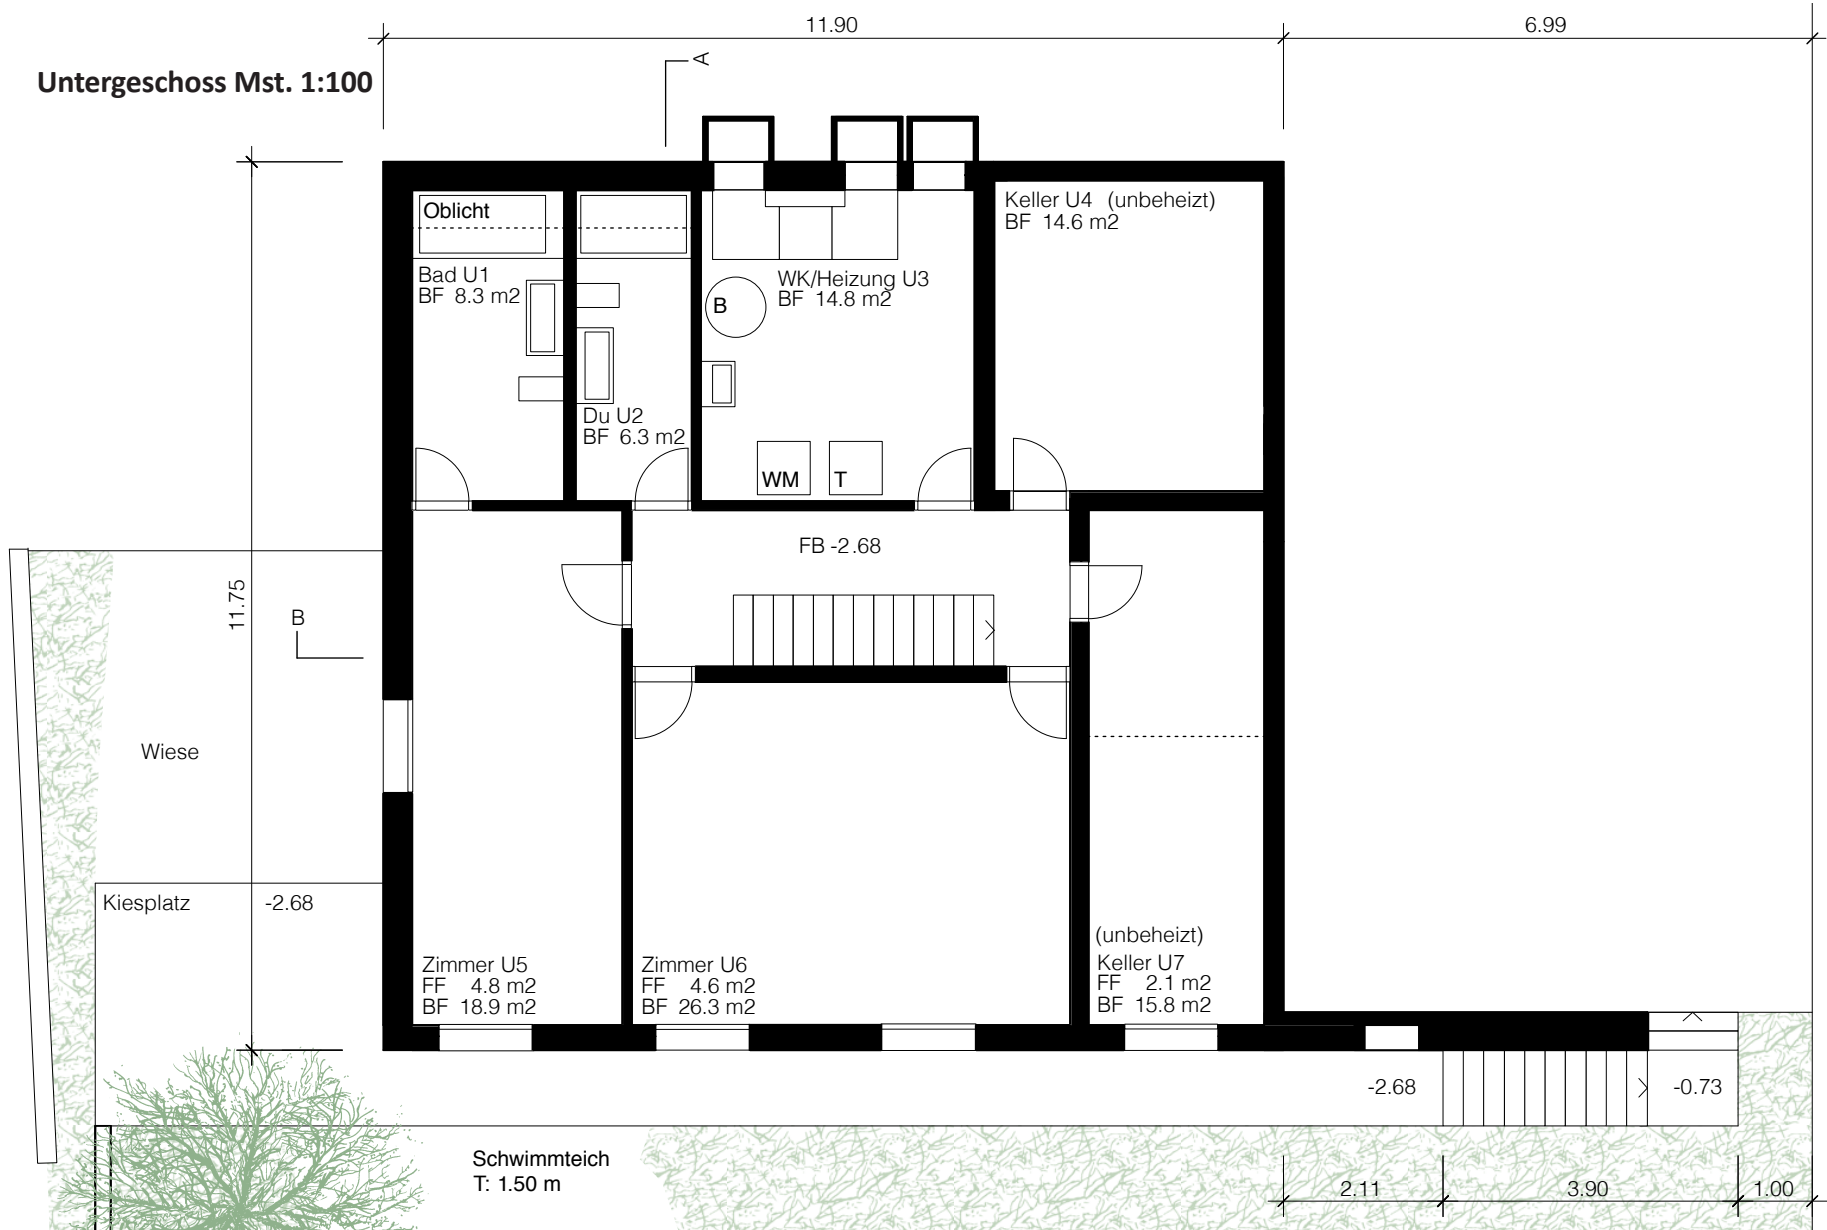 11.90
6.99
Untergeschoss Mst. 1:100
A
Oblicht
Bad U1
BF 8.3 m2
Du U2
BF 6.3 m2
WK/Heizung U3
BF 14.8 m2
B
WM
T
Keller U4 (unbeheizt)
BF 14.6 m2
FB -2.68
11.75
B
Wiese
Kiesplatz -2.68
Zimmer U5
FF 4.8 m2
BF 18.9 m2
Zimmer U6
FF 4.6 m2
BF 26.3 m2
(unbeheizt)
Keller U7
FF 2.1 m2
BF 15.8 m2
-2.68
-0.73
Schwimmteich
T: 1.50 m
2.11
3.90
1.00